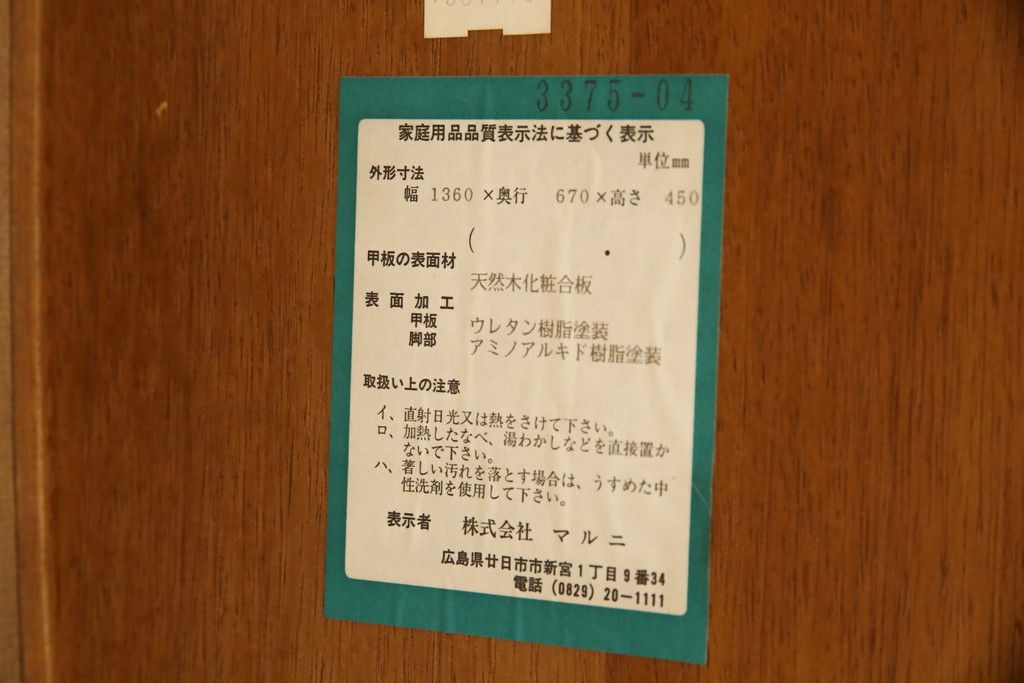 3375-04
家庭用品品質表示法に基づく表示
単位mm
外形寸法
幅 1360 ×奥行 670 ×高さ 450
( ・ )
甲板の表面材
天然木化粧合板
表面加工
甲板 ウレタン樹脂塗装
脚部 アミノアルキド樹脂塗装
取扱い上の注意
イ、直射日光又は熱をさけて下さい。
ロ、加熱したなべ、湯わかしなどを直接置か
ないで下さい。
ハ、著しい汚れを落とす場合は、うすめた中
性洗剤を使用して下さい。
表示者 株式会社 マルニ
広島県廿日市市新宮1丁目9番34
電話 (0829) 20-1111